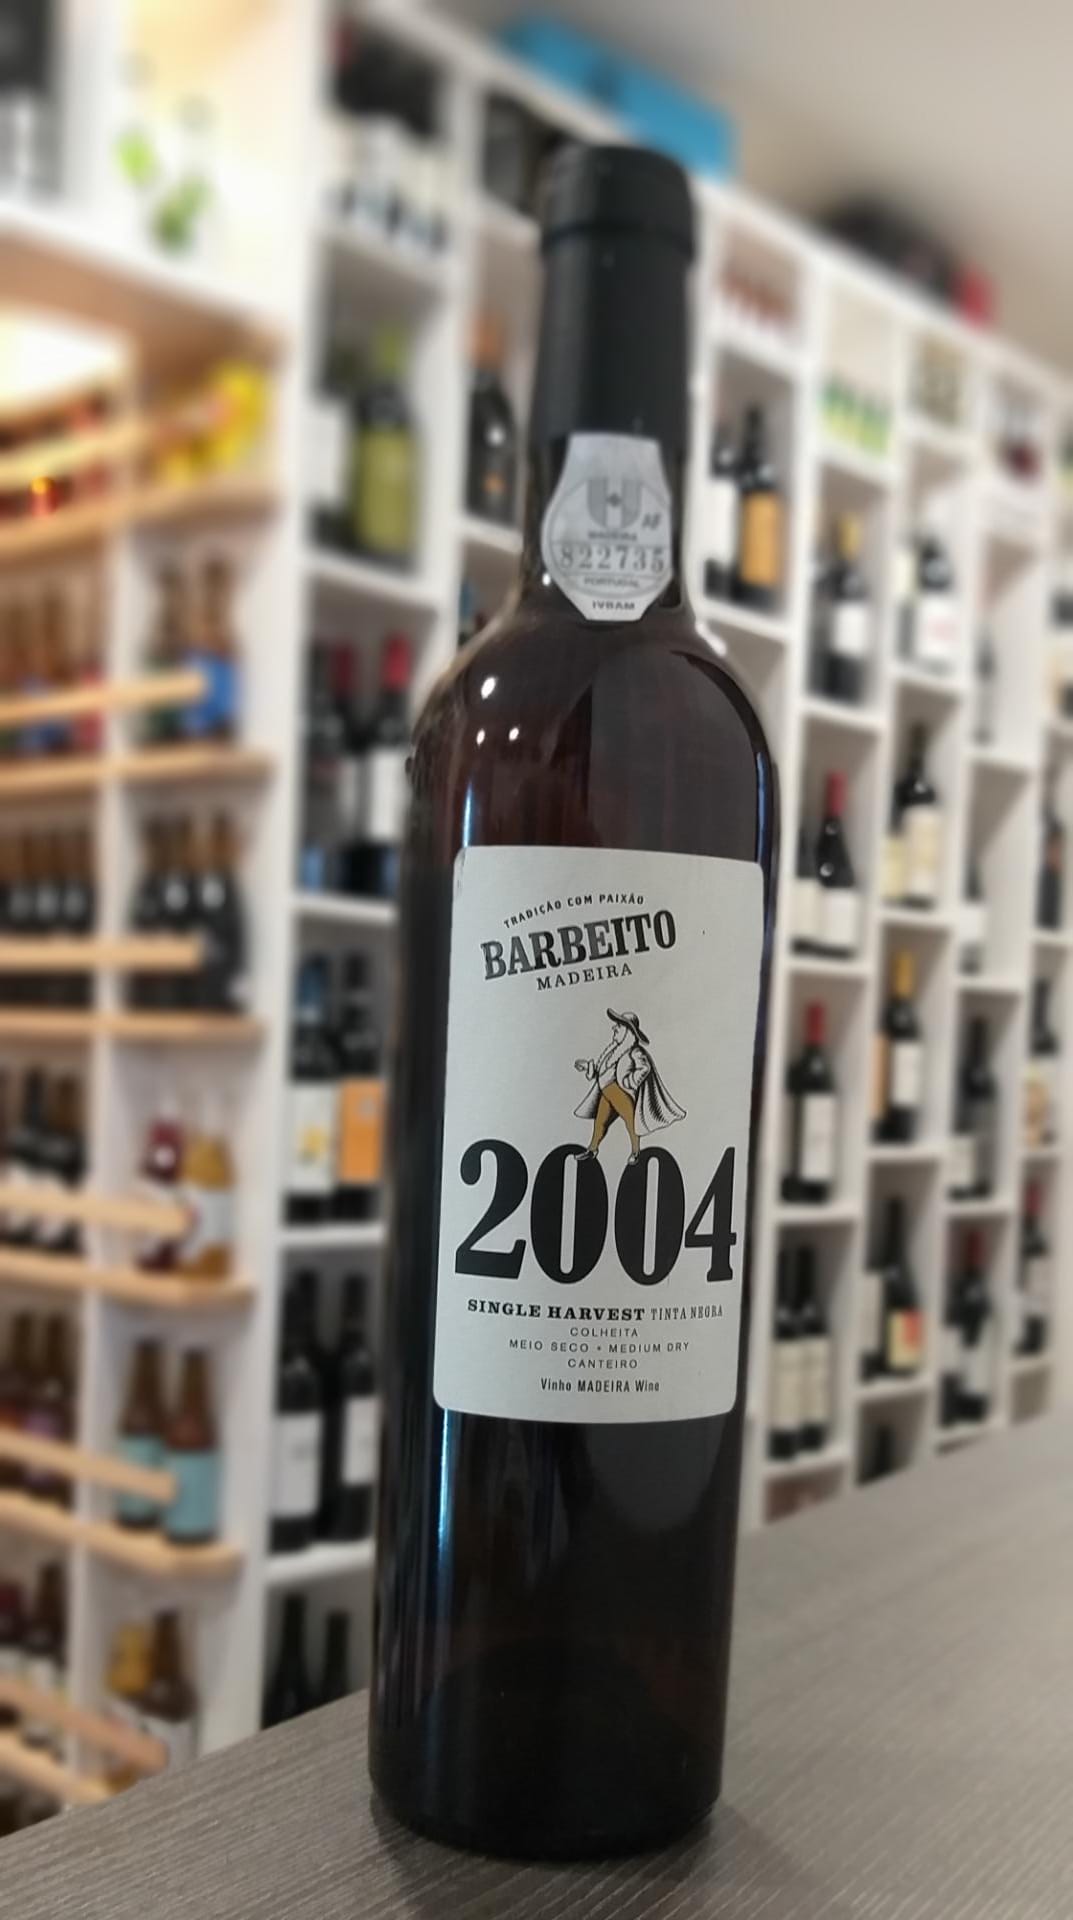 AF
MADEIRA
822735
PORTUGAL
IVBAM
TRADIÇÃO COM PAIXÃO
BARBEITO
MADEIRA
2004
SINGLE HARVEST TINTA NEGRA
COLHEITA
MEIO SECO • MEDIUM DRY
CANTEIRO
Vinho MADEIRA Wine